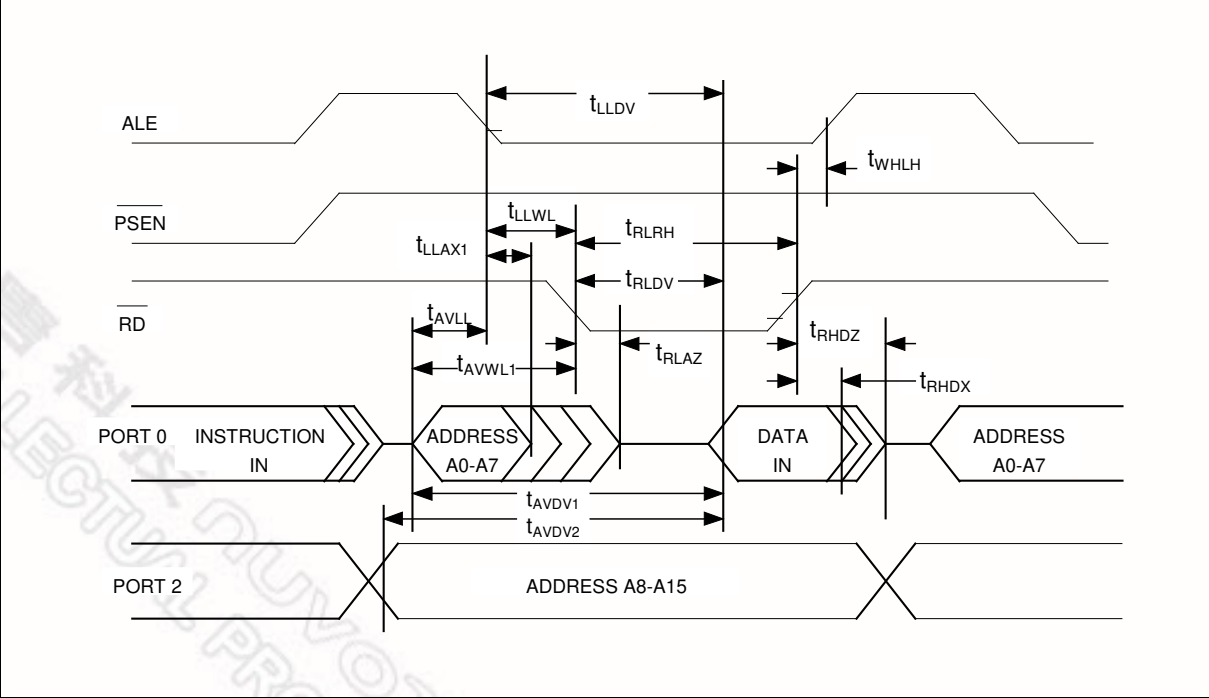 tLLDV
ALE
tWHLH
PSEN
tLLWL
tRLRH
tLLAX1
tRLDV
RD
tAVLL
tRHDZ
tRLAZ
tAVWL1
tRHDX
PORT 0
INSTRUCTION
IN
ADDRESS
A0-A7
DATA
IN
ADDRESS
A0-A7
tAVDV1
tAVDV2
PORT 2
ADDRESS A8-A15